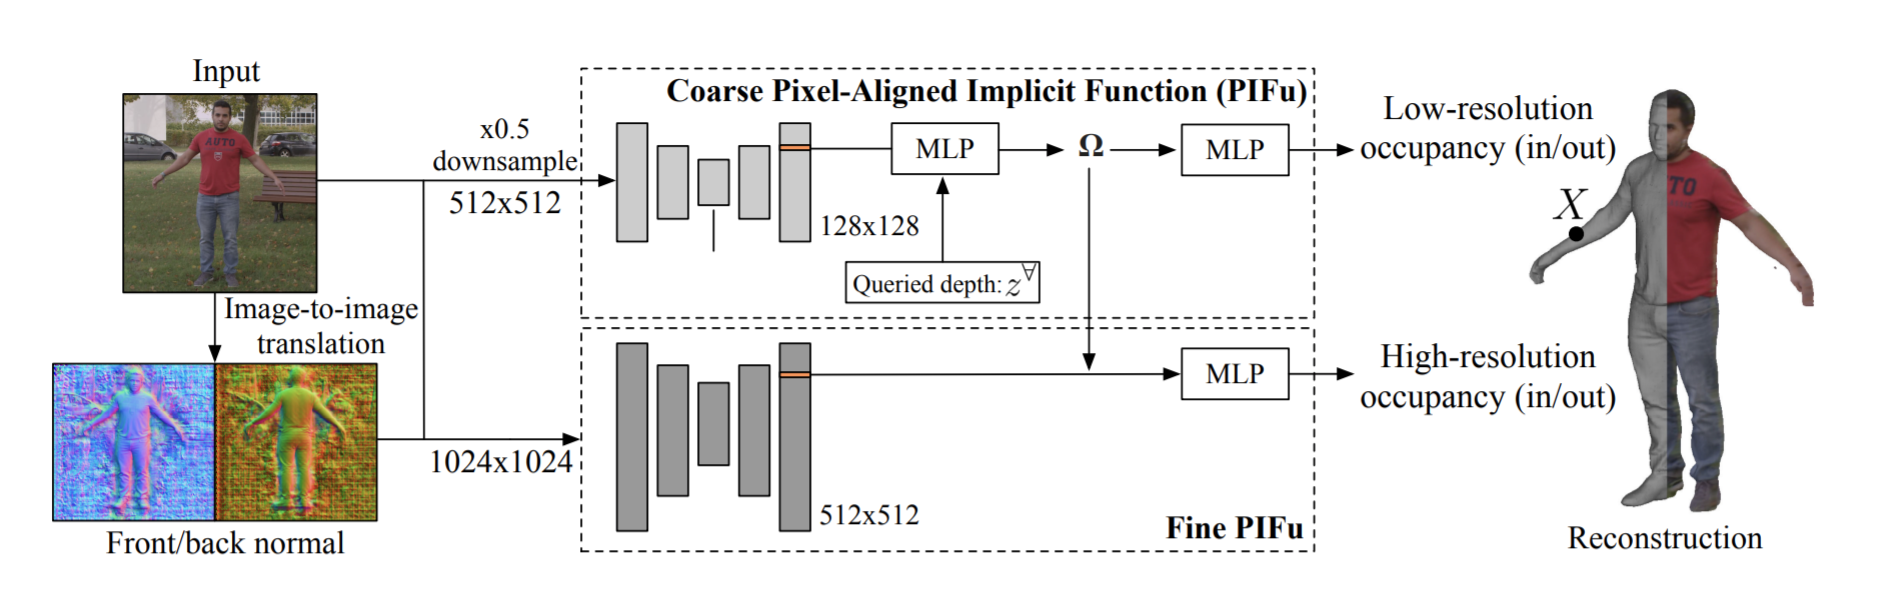 Input
AUTO
Image-to-image
translation
Front/back normal
x0.5
downsample
512x512
1024x1024
Coarse Pixel-Aligned Implicit Function (PIFu)
128x128
MLP
Ω
MLP
Queried depth: z∀
512x512
MLP
Fine PIFu
Low-resolution
occupancy (in/out)
High-resolution
occupancy (in/out)
X
UTO
Reconstruction